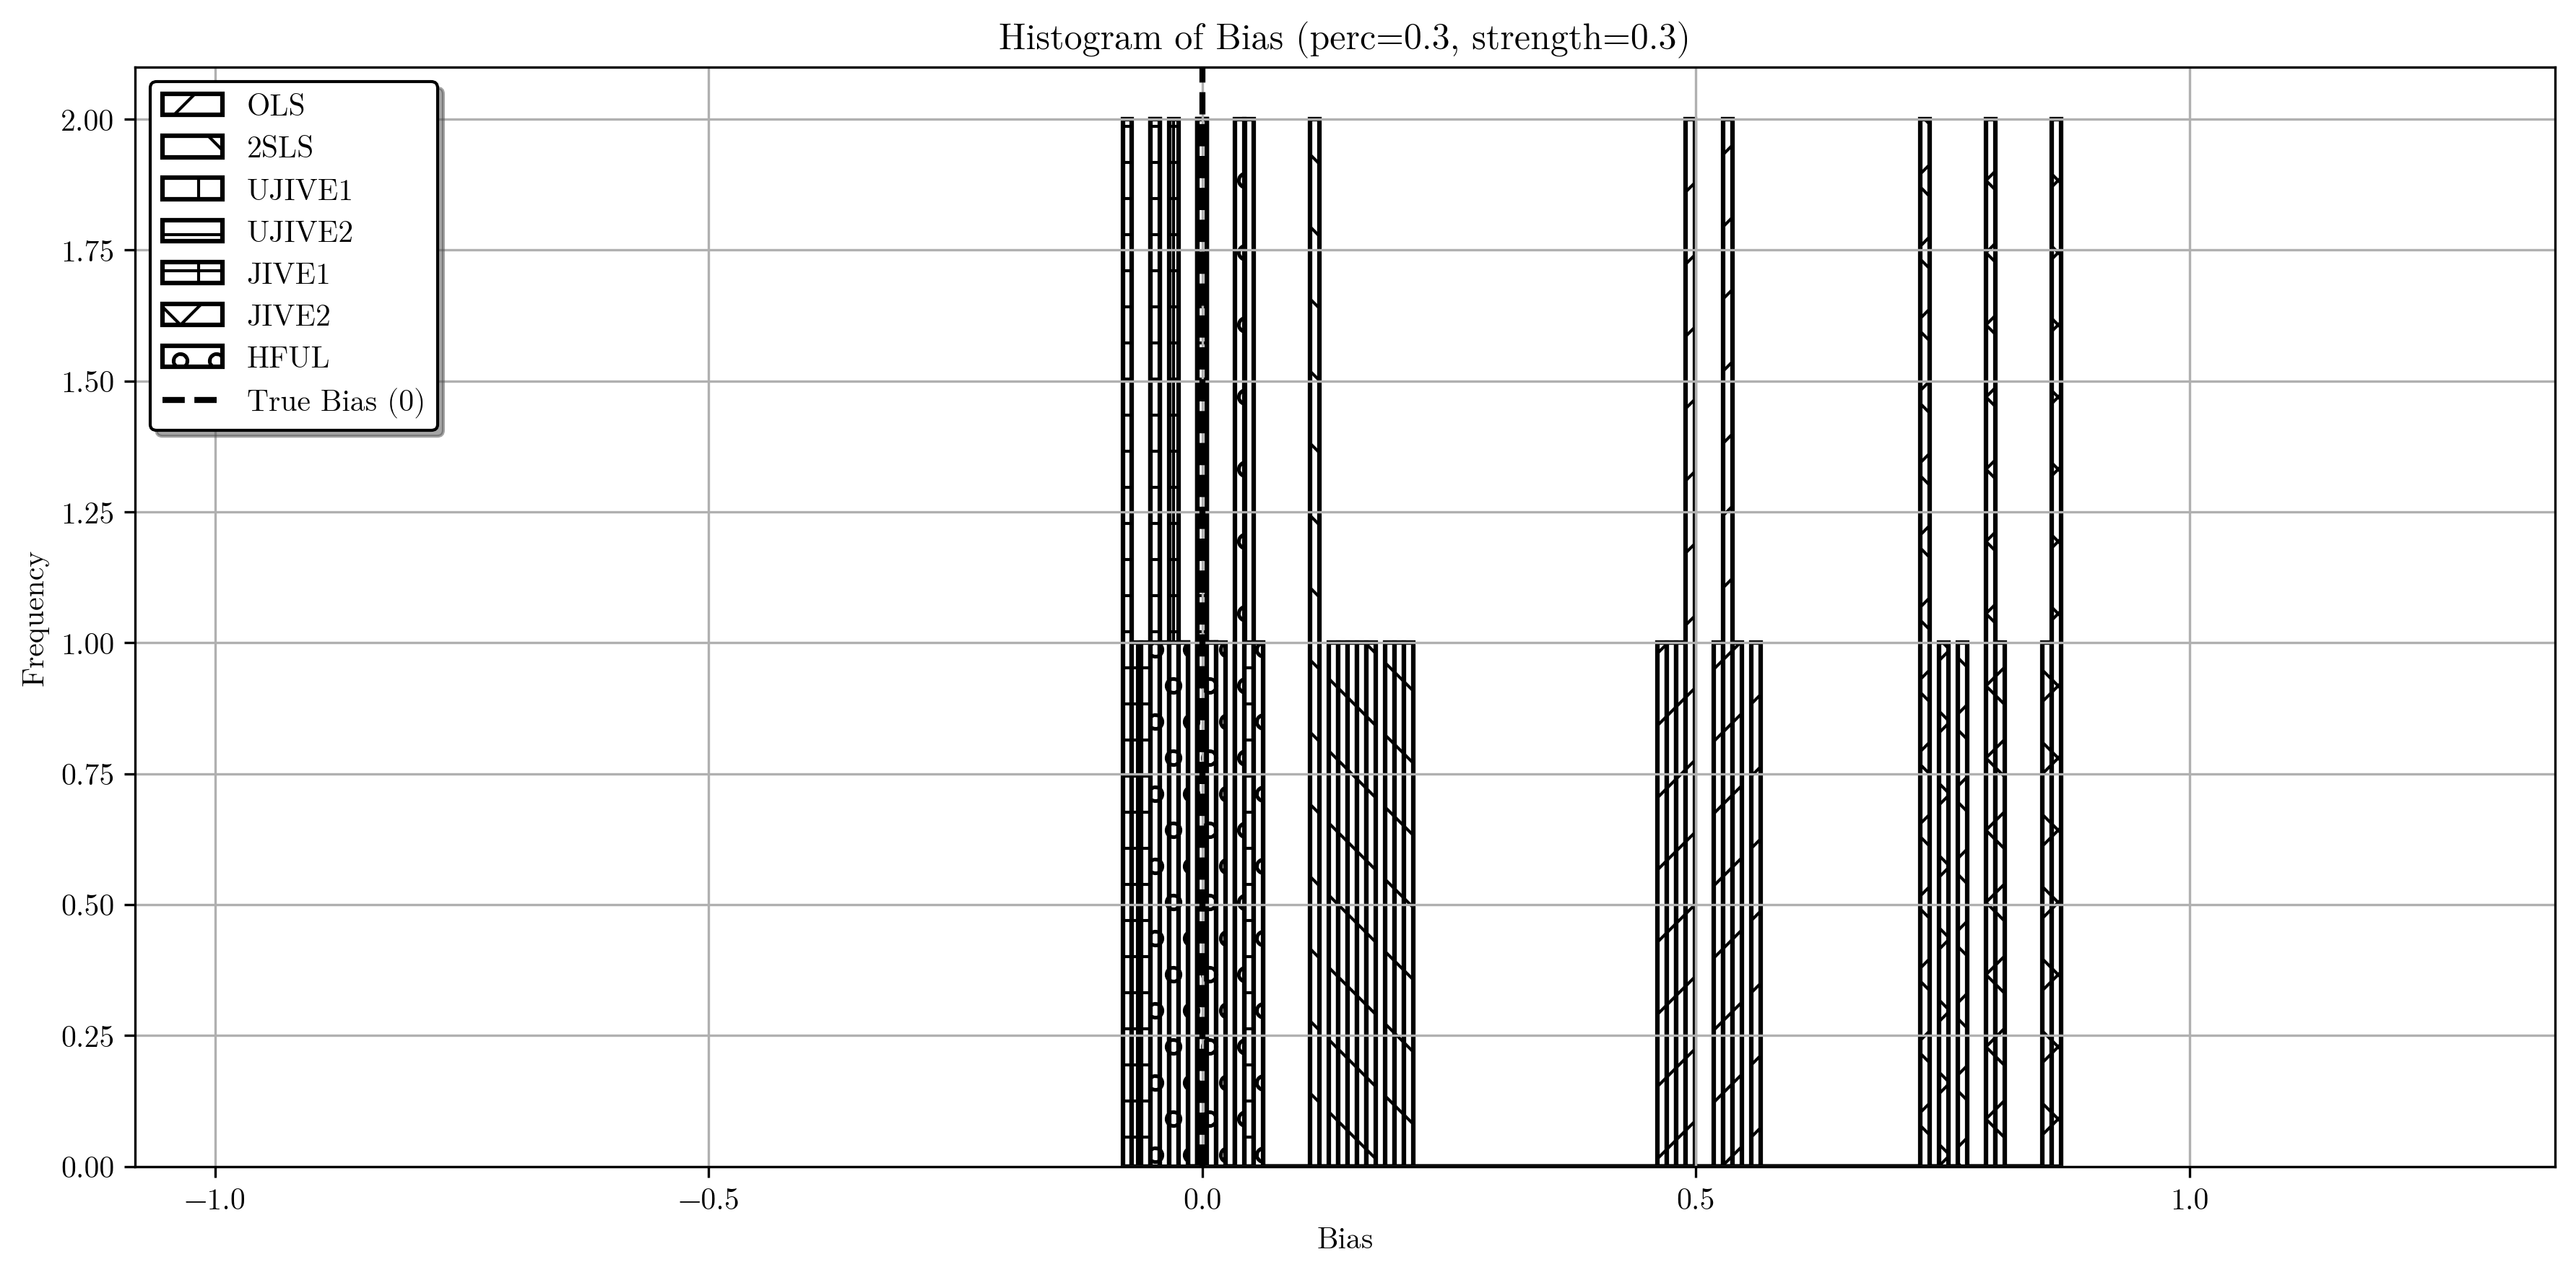 Histogram of Bias (perc=0.3, strength=0.3)
OLS
2SLS
UJIVE1
UJIVE2
JIVE1
JIVE2
HFUL
True Bias (0)
2.00
1.75
1.50
1.25
1.00
0.75
0.50
0.25
0.00
Frequency
−1.0
−0.5
0.0
0.5
1.0
Bias